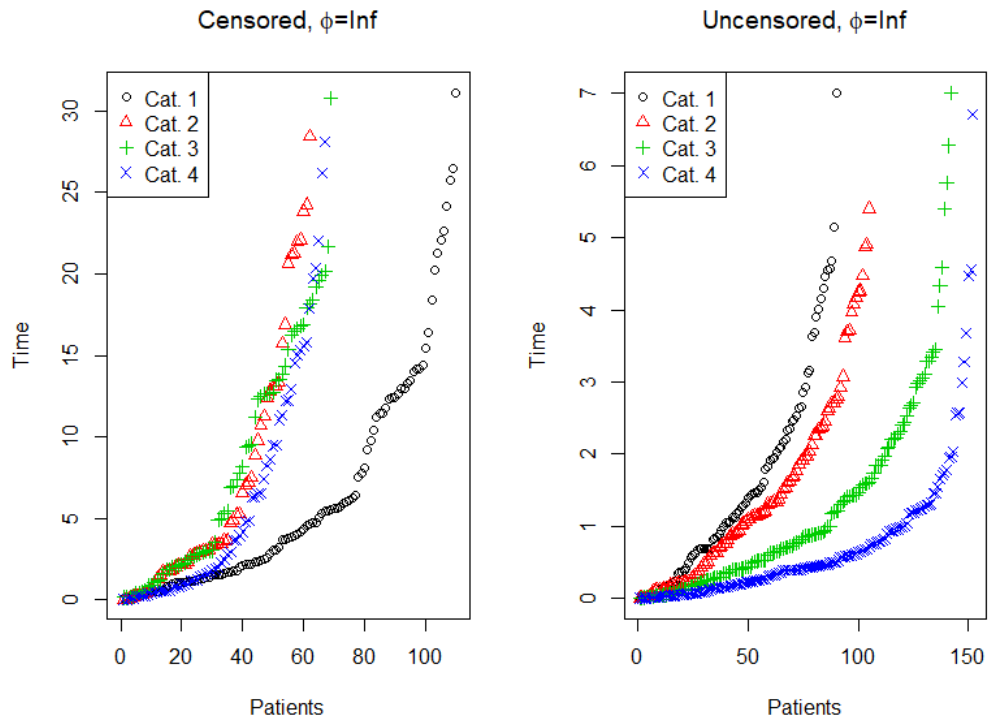 Censored, ϕ=Inf
Cat. 1
Cat. 2
Cat. 3
Cat. 4
Time
30
25
20
15
10
5
0
0 20 40 60 80 100
Patients
Uncensored, ϕ=Inf
Cat. 1
Cat. 2
Cat. 3
Cat. 4
Time
7
6
5
4
3
2
1
0
0 50 100 150
Patients